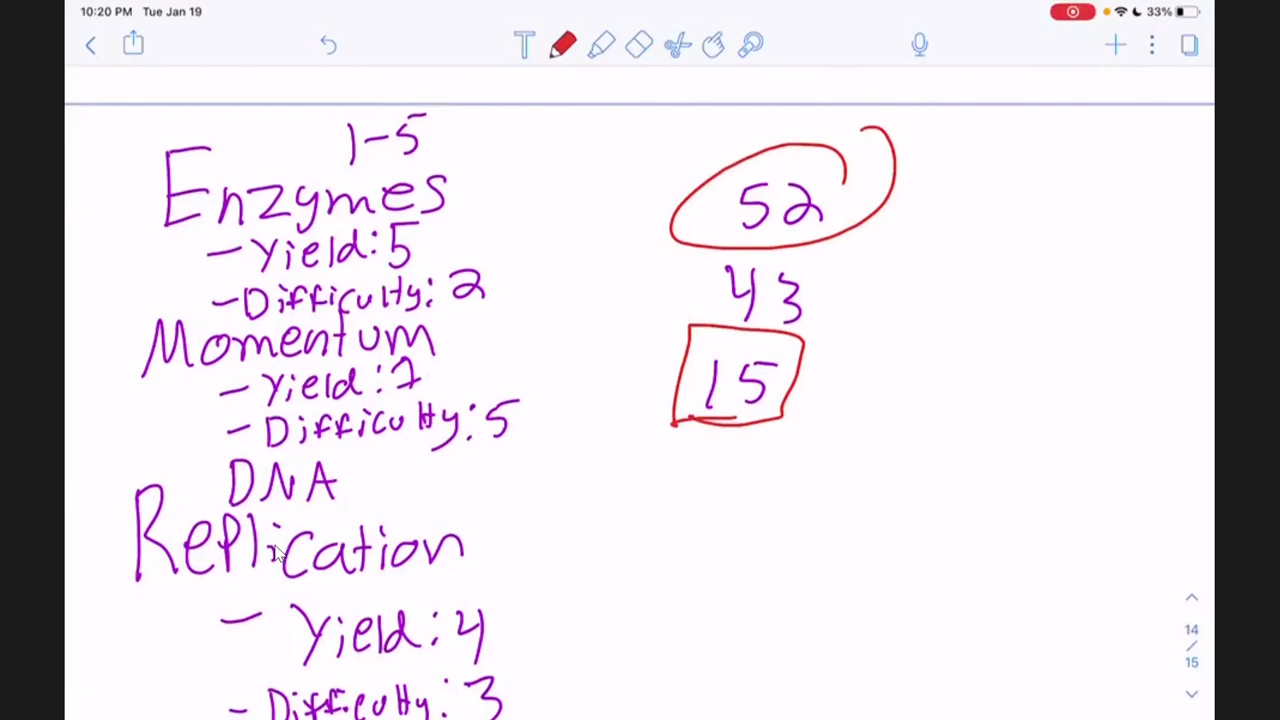 10:20 PM Tue Jan 19
33%
T
1-5
Enzymes
- Yield: 5
- Difficulty: 2
Momentum
- Yield: 1
- Difficulty: 5
DNA
Replication
- Yield: 4
- Difficulty: 3
52
43
15
14
/
15